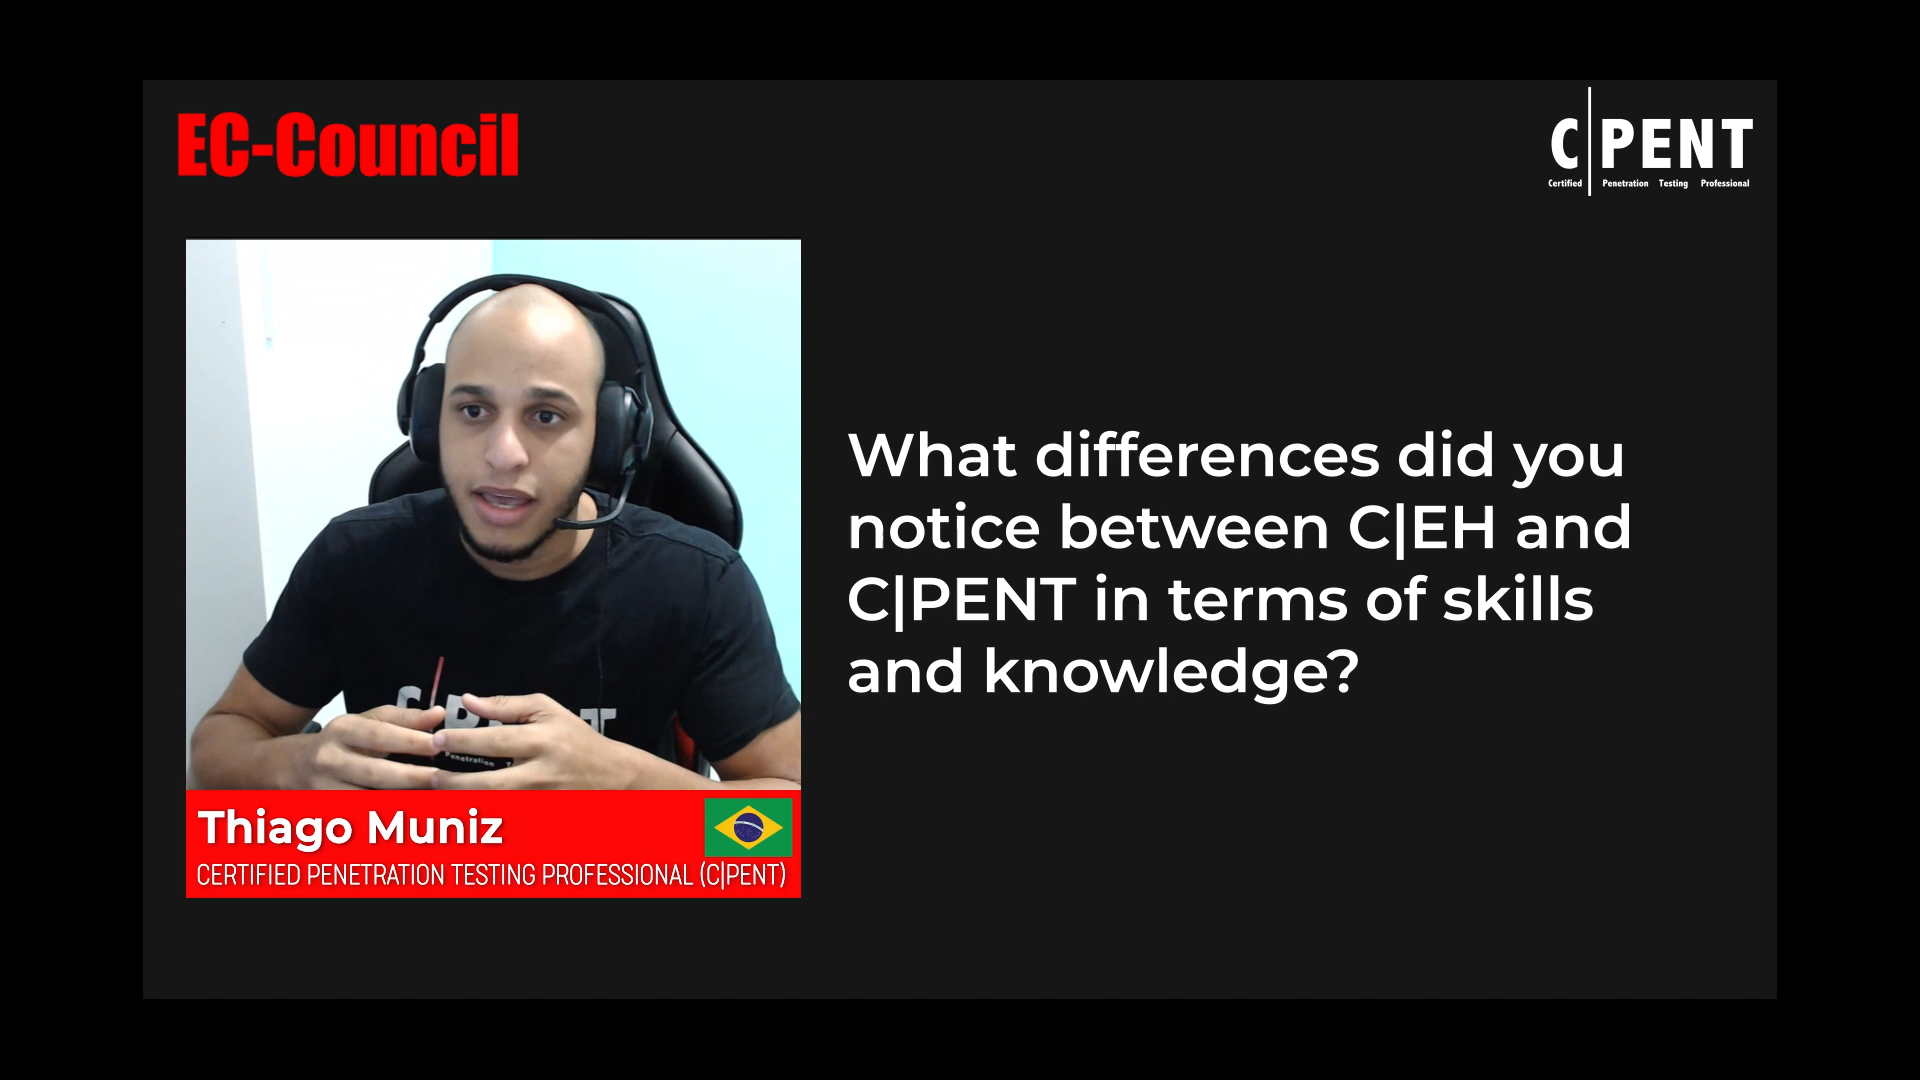 EC-Council
C|PENT
Certified Penetration Testing Professional
What differences did you
notice between C|EH and
C|PENT in terms of skills
and knowledge?
Penetration
Thiago Muniz
CERTIFIED PENETRATION TESTING PROFESSIONAL (C|PENT)